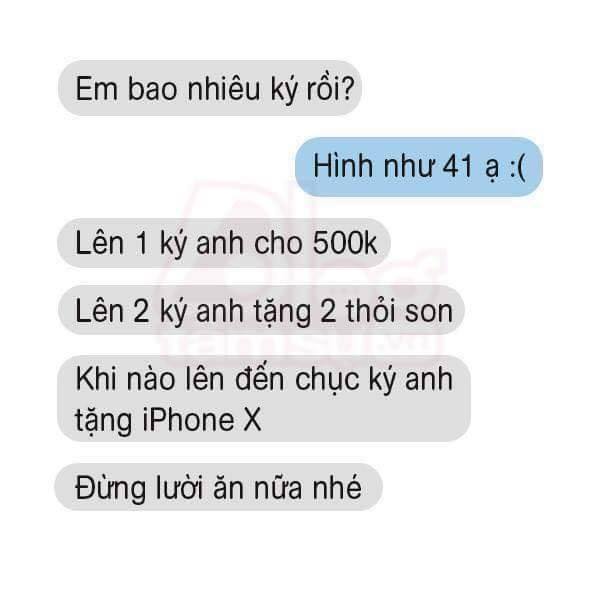 Em bao nhiêu ký rồi?
Hình như 41 ạ :(
Lên 1 ký anh cho 500k
Lên 2 ký anh tặng 2 thỏi son
Khi nào lên đến chục ký anh
tặng iPhone X
Đừng lười ăn nữa nhé